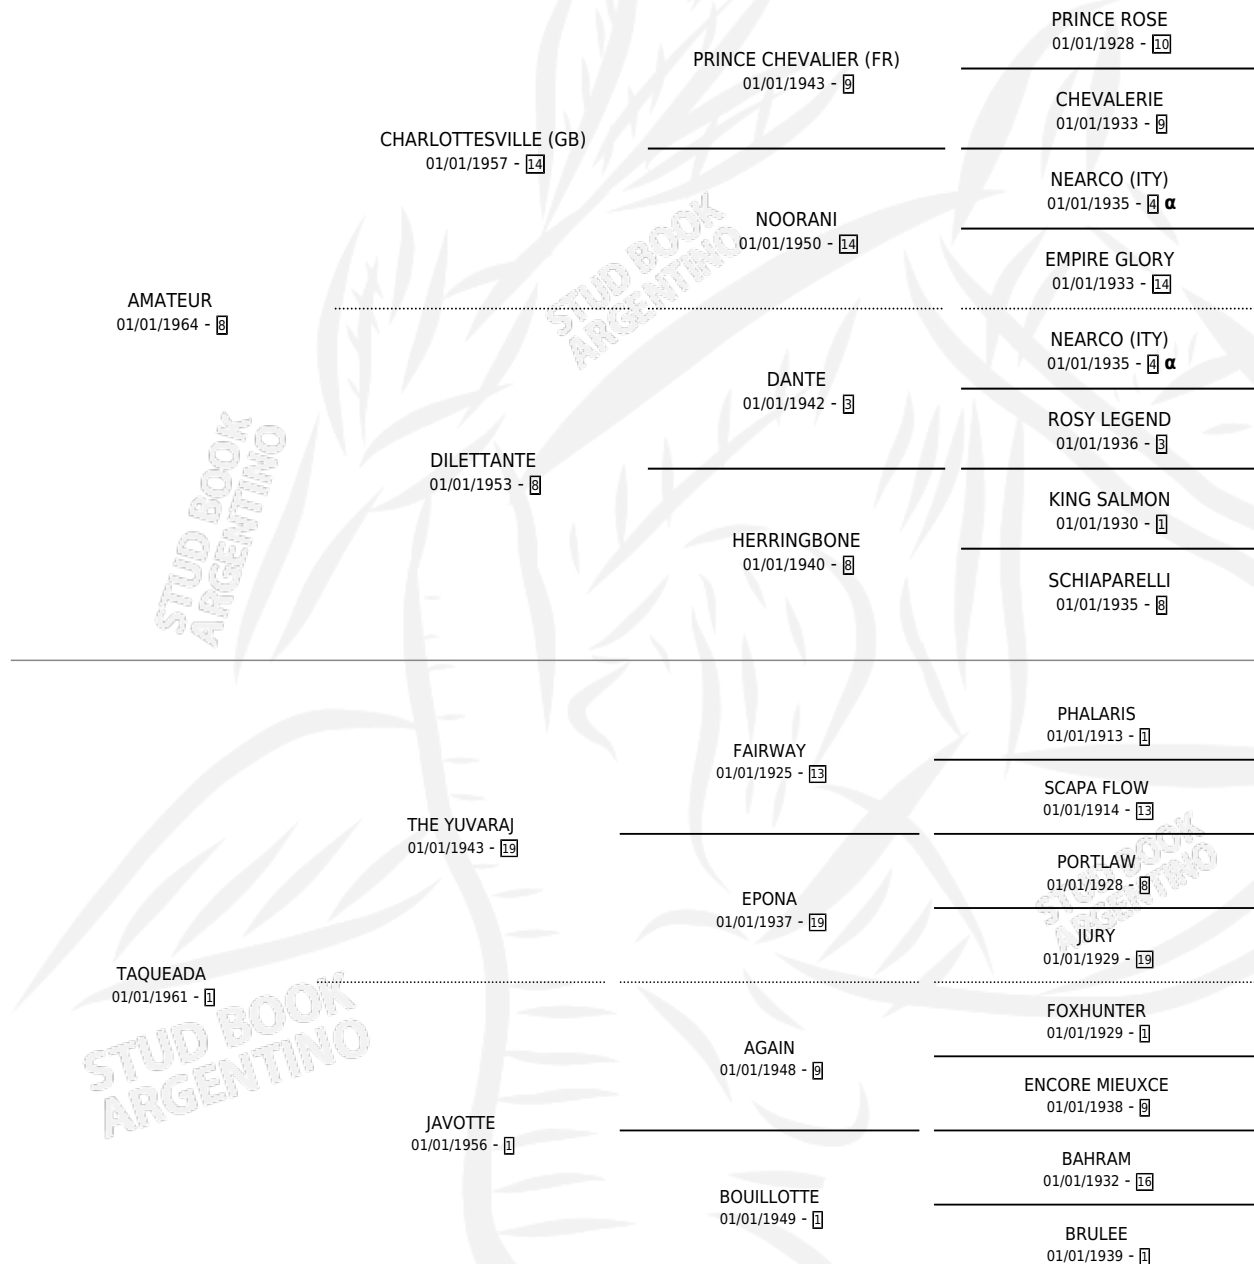 PRINCE ROSE
01/01/1928 - 10
PRINCE CHEVALIER (FR)
01/01/1943 - 9
CHEVALERIE
01/01/1933 - 9
CHARLOTTESVILLE (GB)
01/01/1957 - 14
NEARCO (ITY)
01/01/1935 - 4 α
NOORANI
01/01/1950 - 14
EMPIRE GLORY
01/01/1933 - 14
AMATEUR
01/01/1964 - 8
NEARCO (ITY)
01/01/1935 - 4 α
DANTE
01/01/1942 - 3
ROSY LEGEND
01/01/1936 - 3
DILETTANTE
01/01/1953 - 8
KING SALMON
01/01/1930 - 1
HERRINGBONE
01/01/1940 - 8
SCHIAPARELLI
01/01/1935 - 8
PHALARIS
01/01/1913 - 1
FAIRWAY
01/01/1925 - 13
SCAPA FLOW
01/01/1914 - 13
THE YUVARAJ
01/01/1943 - 19
PORTLAW
01/01/1928 - 8
EPONA
01/01/1937 - 19
JURY
01/01/1929 - 19
TAQUEADA
01/01/1961 - 1
FOXHUNTER
01/01/1929 - 1
AGAIN
01/01/1948 - 9
ENCORE MIEUXCE
01/01/1938 - 9
JAVOTTE
01/01/1956 - 1
BAHRAM
01/01/1932 - 16
BOUILLOTTE
01/01/1949 - 1
BRULEE
01/01/1939 - 1
STUD BOOK
ARGENTINO
STUD BOOK
ARGENTINO
STUD BOOK
ARGENTINO
STUD BOOK
ARGENTINO